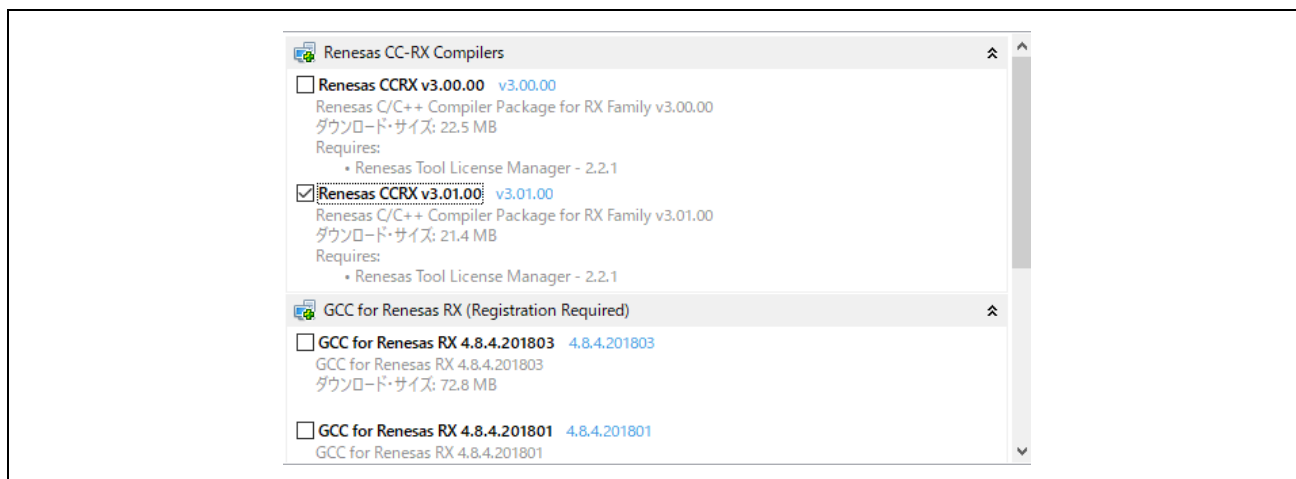 Renesas CC-RX Compilers
Renesas CCRX v3.00.00 v3.00.00
Renesas C/C++ Compiler Package for RX Family v3.00.00
ダウンロード・サイズ: 22.5 MB
Requires:
• Renesas Tool License Manager - 2.2.1
Renesas CCRX v3.01.00 v3.01.00
Renesas C/C++ Compiler Package for RX Family v3.01.00
ダウンロード・サイズ: 21.4 MB
Requires:
• Renesas Tool License Manager - 2.2.1
GCC for Renesas RX (Registration Required)
GCC for Renesas RX 4.8.4.201803 4.8.4.201803
GCC for Renesas RX 4.8.4.201803
ダウンロード・サイズ: 72.8 MB
GCC for Renesas RX 4.8.4.201801 4.8.4.201801
GCC for Renesas RX 4.8.4.201801